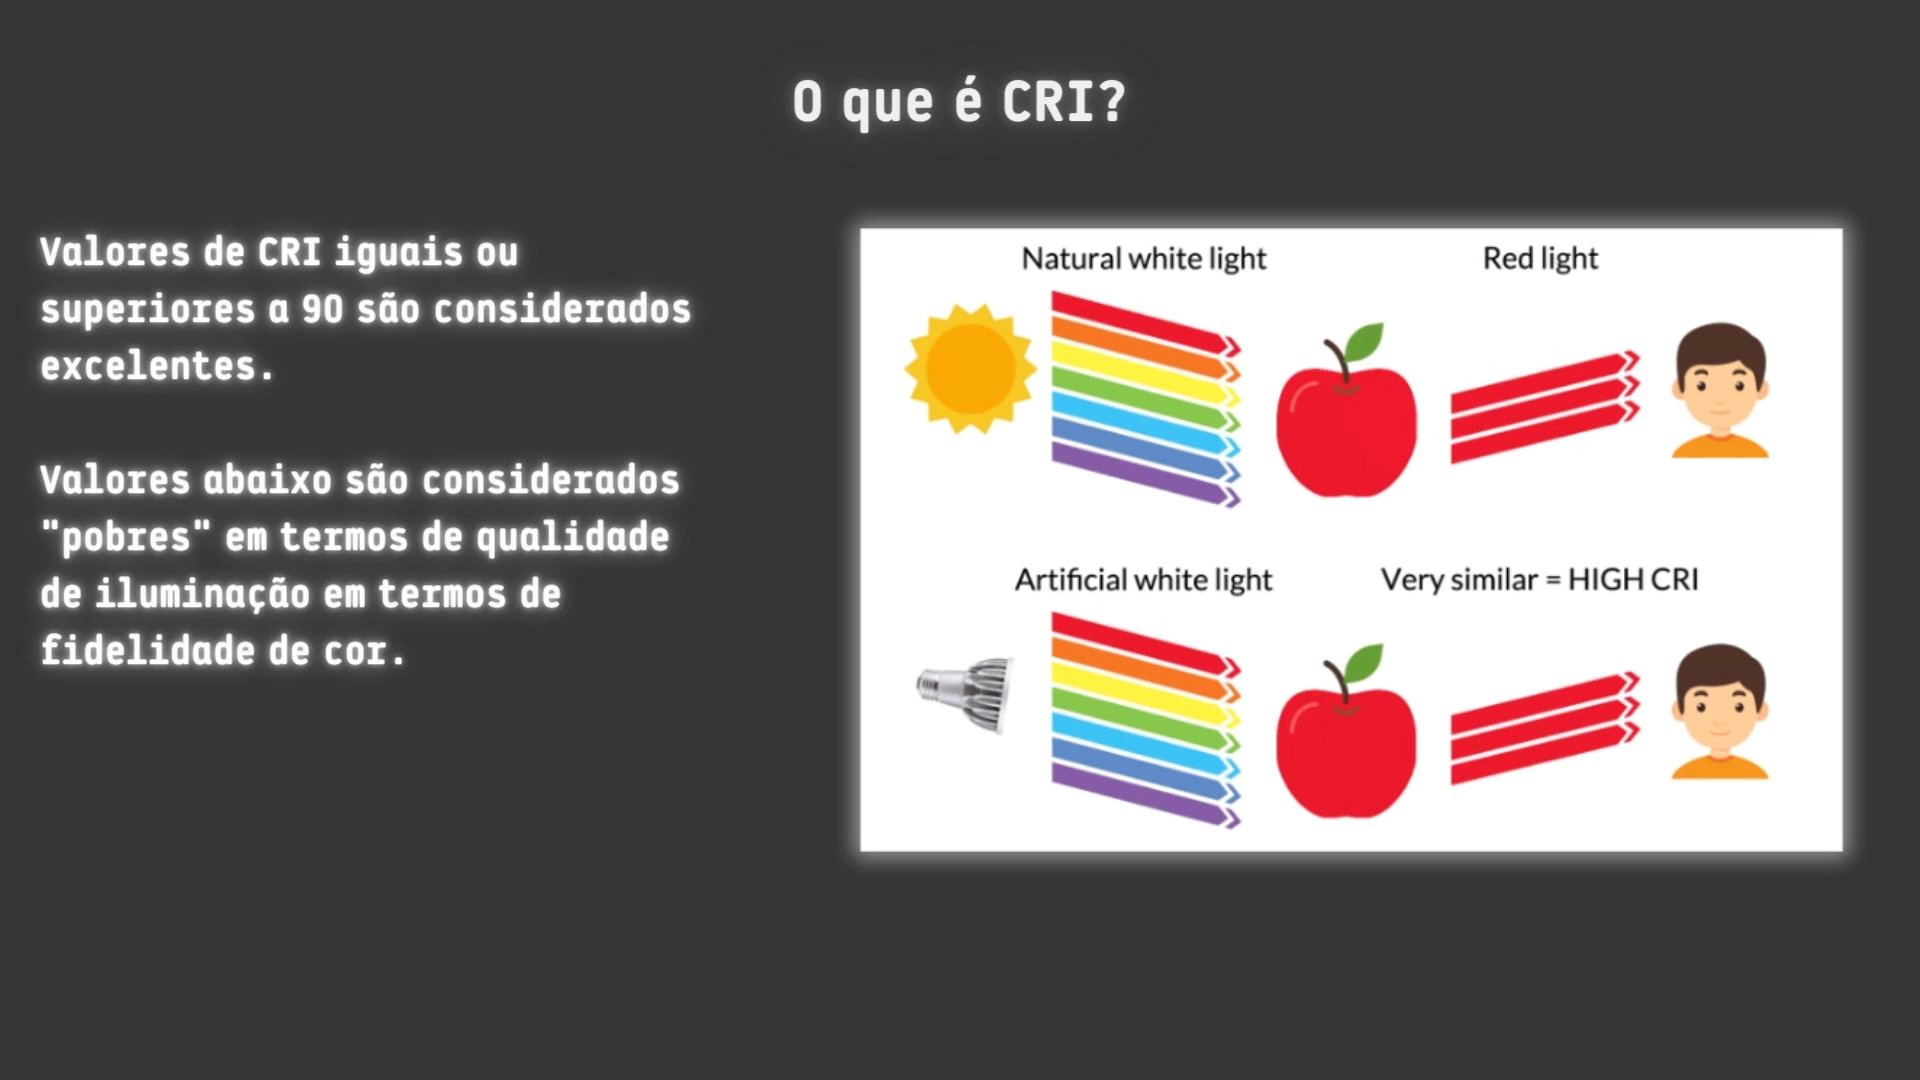 O que é CRI?
Valores de CRI iguais ou
superiores a 90 são considerados
excelentes.
Valores abaixo são considerados
"pobres" em termos de qualidade
de iluminação em termos de
fidelidade de cor.
Natural white light
Red light
Artificial white light
Very similar = HIGH CRI